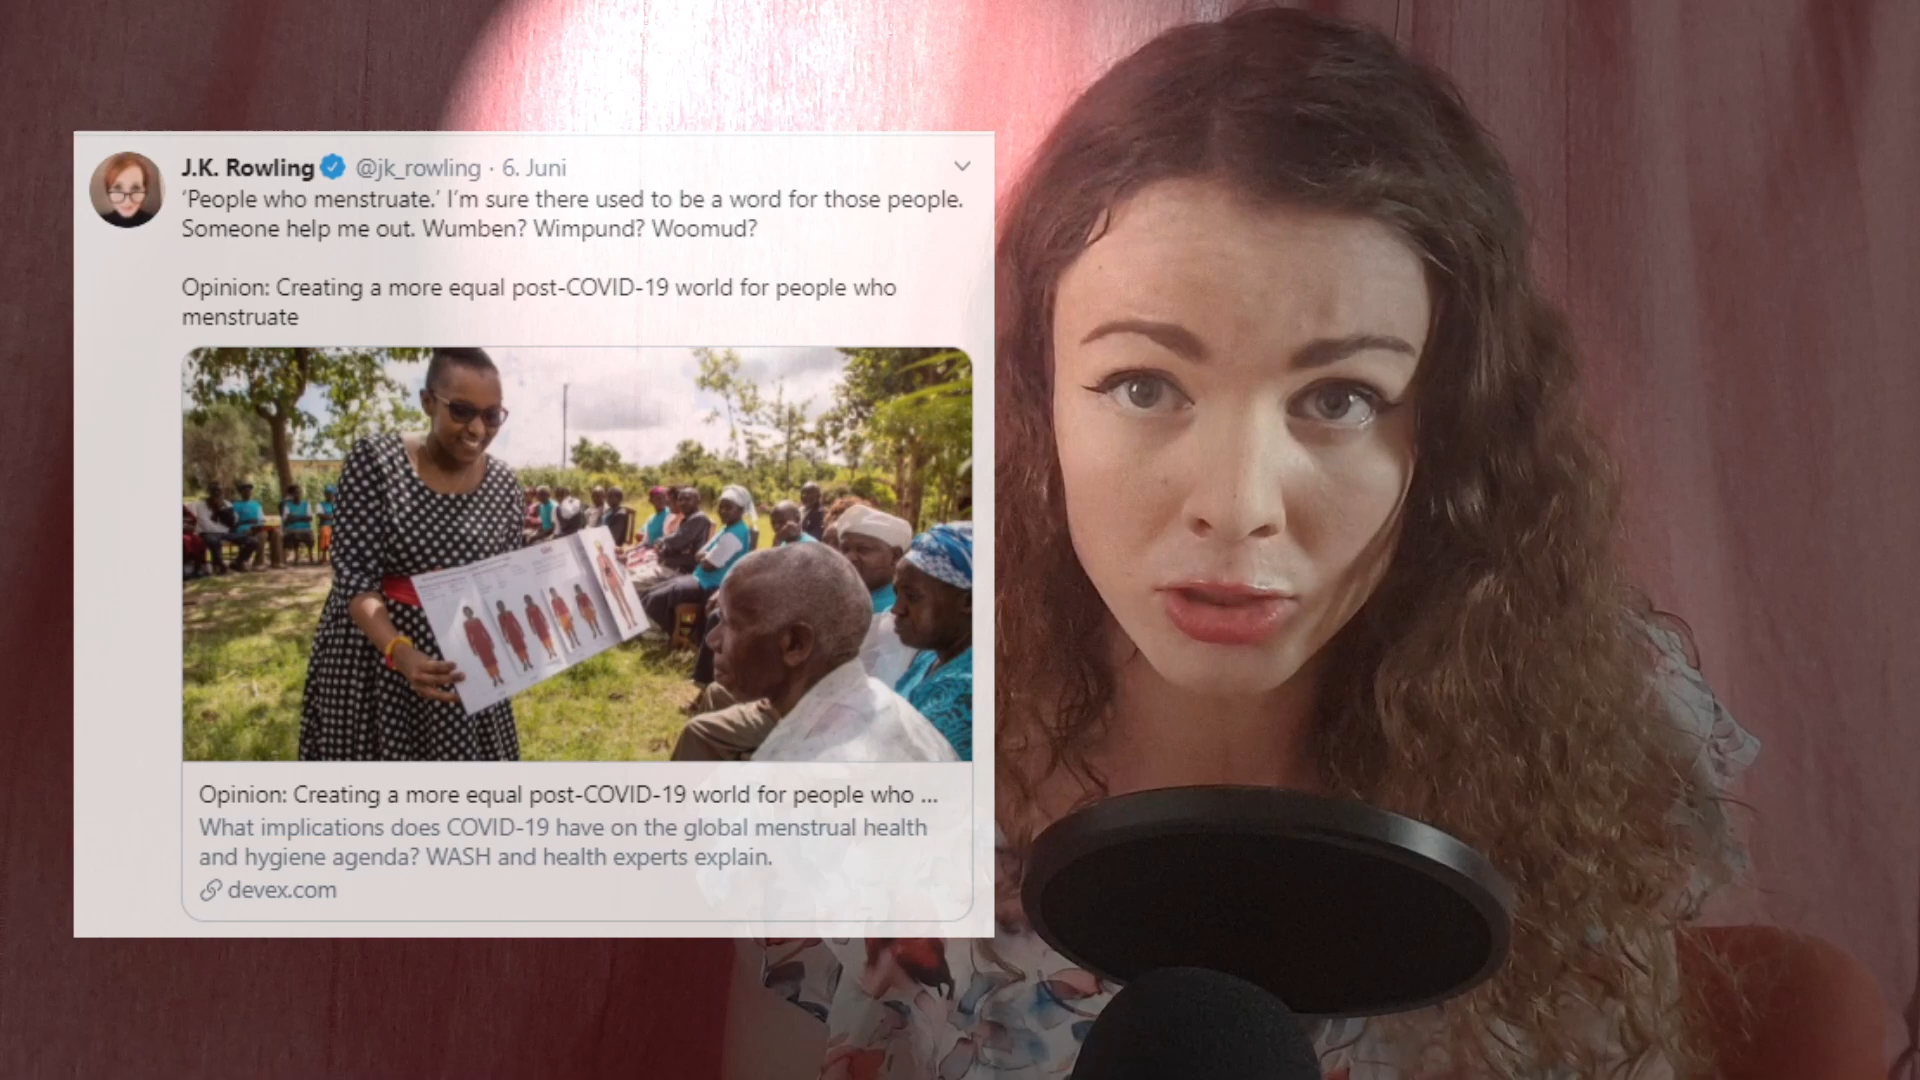 J.K. Rowling @jk_rowling · 6. Juni
‘People who menstruate.’ I’m sure there used to be a word for those people.
Someone help me out. Wumben? Wimpund? Woomud?
Opinion: Creating a more equal post-COVID-19 world for people who
menstruate
Opinion: Creating a more equal post-COVID-19 world for people who ...
What implications does COVID-19 have on the global menstrual health
and hygiene agenda? WASH and health experts explain.
devex.com